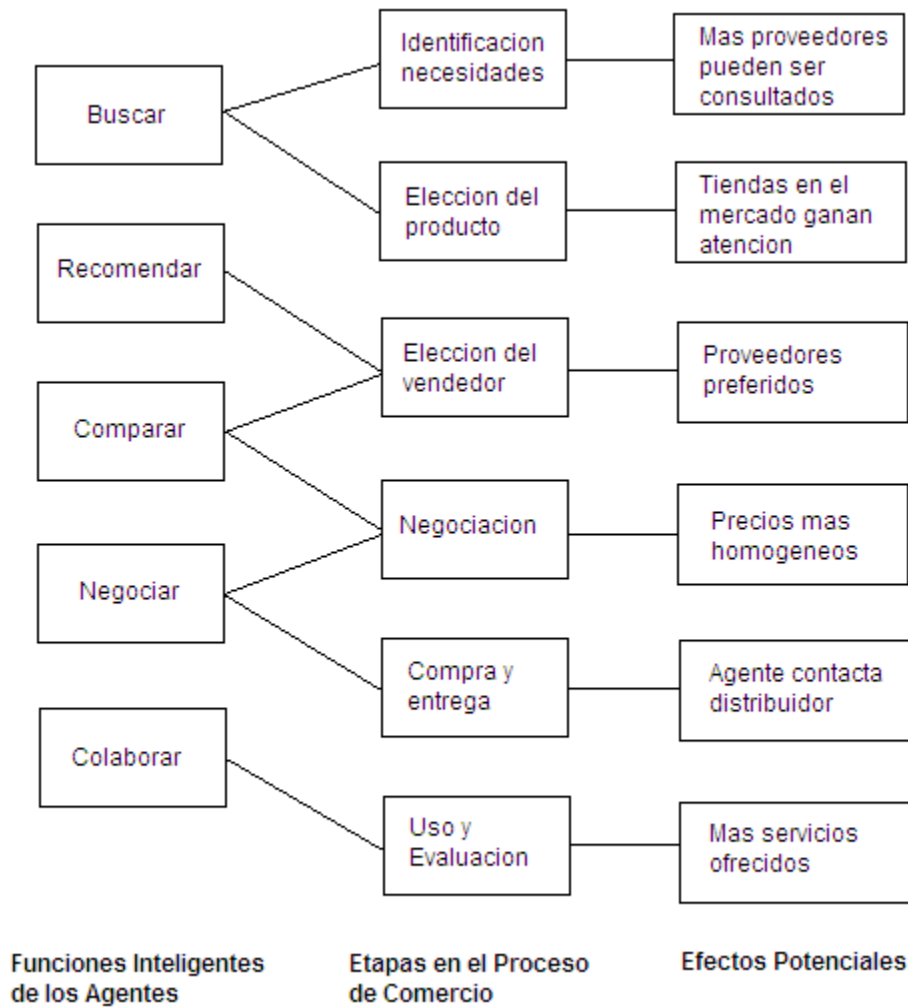 Buscar
Recomendar
Comparar
Negociar
Colaborar
Identificacion
necesidades
Eleccion del
producto
Eleccion del
vendedor
Negociacion
Compra y
entrega
Uso y
Evaluacion
Mas proveedores
pueden ser
consultados
Tiendas en el
mercado ganan
atencion
Proveedores
preferidos
Precios mas
homogeneos
Agente contacta
distribuidor
Mas servicios
ofrecidos
Funciones Inteligentes
de los Agentes
Etapas en el Proceso
de Comercio
Efectos Potenciales